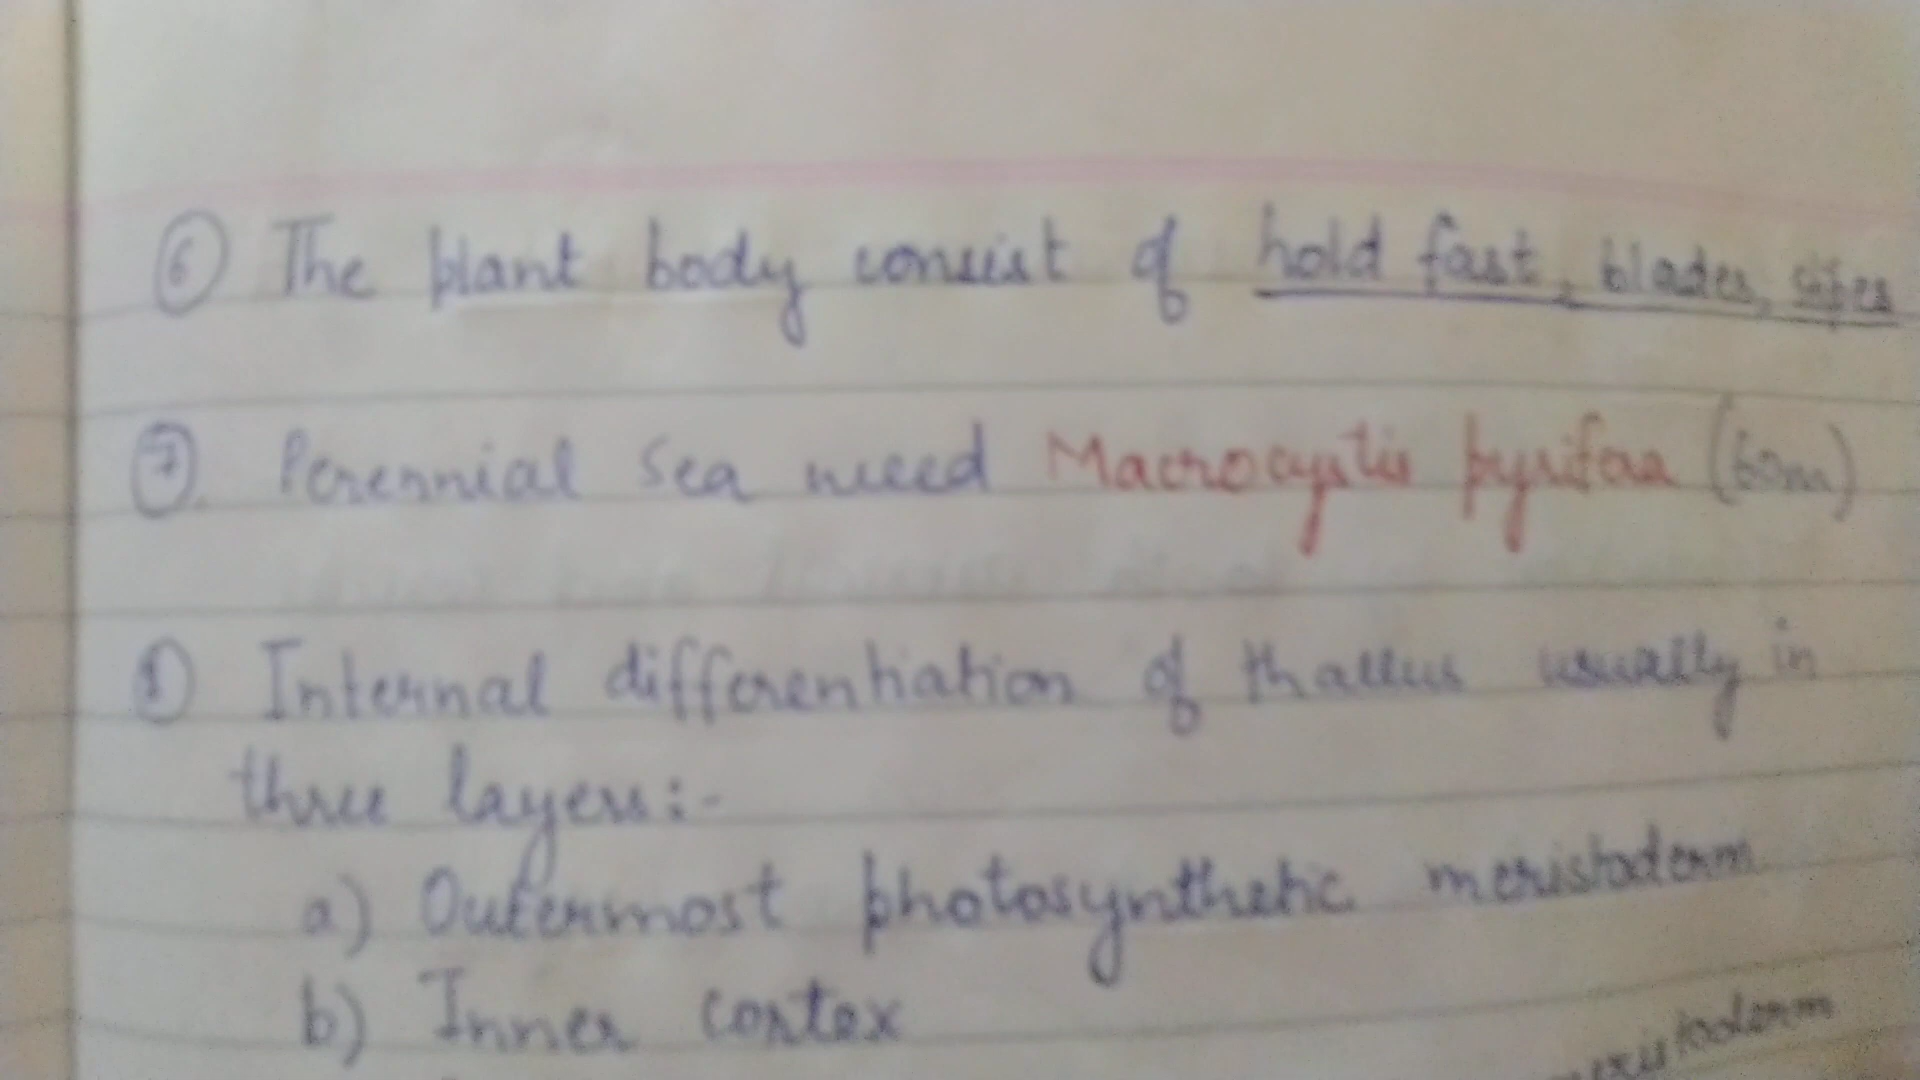 ⑥ The plant body consist of hold fast, blades, stipes
⑦. Perennial Sea weed Macrocystis pyrifera (60m)
⑧ Internal differentiation of thallus usually in
three layers:-
a) Outermost photosynthetic meristoderm
b) Inner cortex